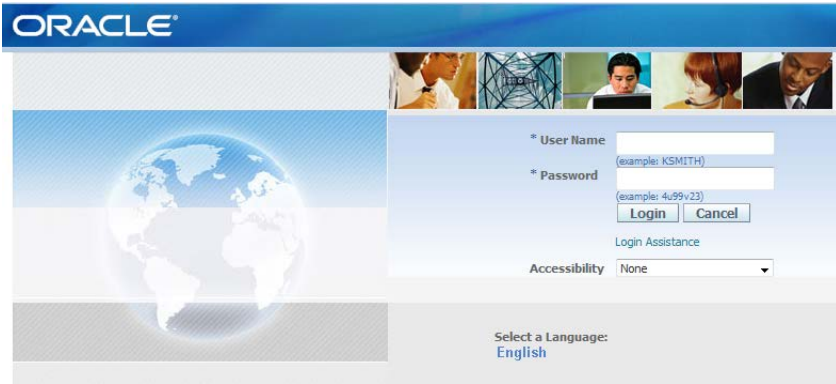 ORACLE®
* User Name
(example: KSMITH)
* Password
(example: 4u99v23)
Login Cancel
Login Assistance
Accessibility None
Select a Language:
English